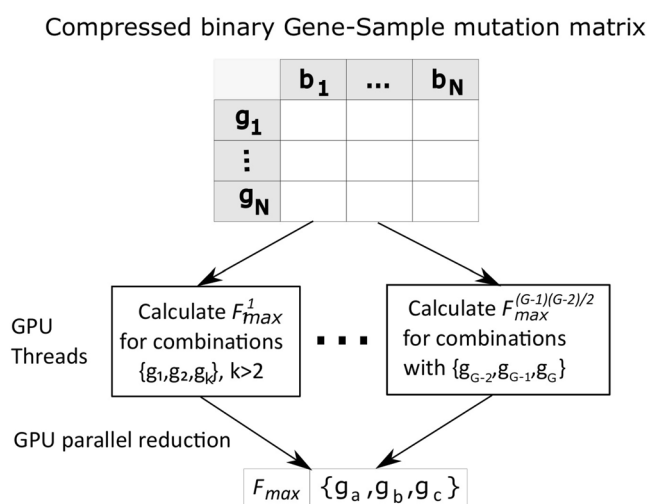 Compressed binary Gene-Sample mutation matrix
b₁ ... bN
g₁
⋮
gN
GPU
Threads
Calculate F¹max
for combinations
{g₁,g₂,gₖ}, k>2
...
Calculate F(G-1)(G-2)/2max
for combinations
with {gG-2,gG-1,gG}
GPU parallel reduction
Fmax {ga,gb,gc}